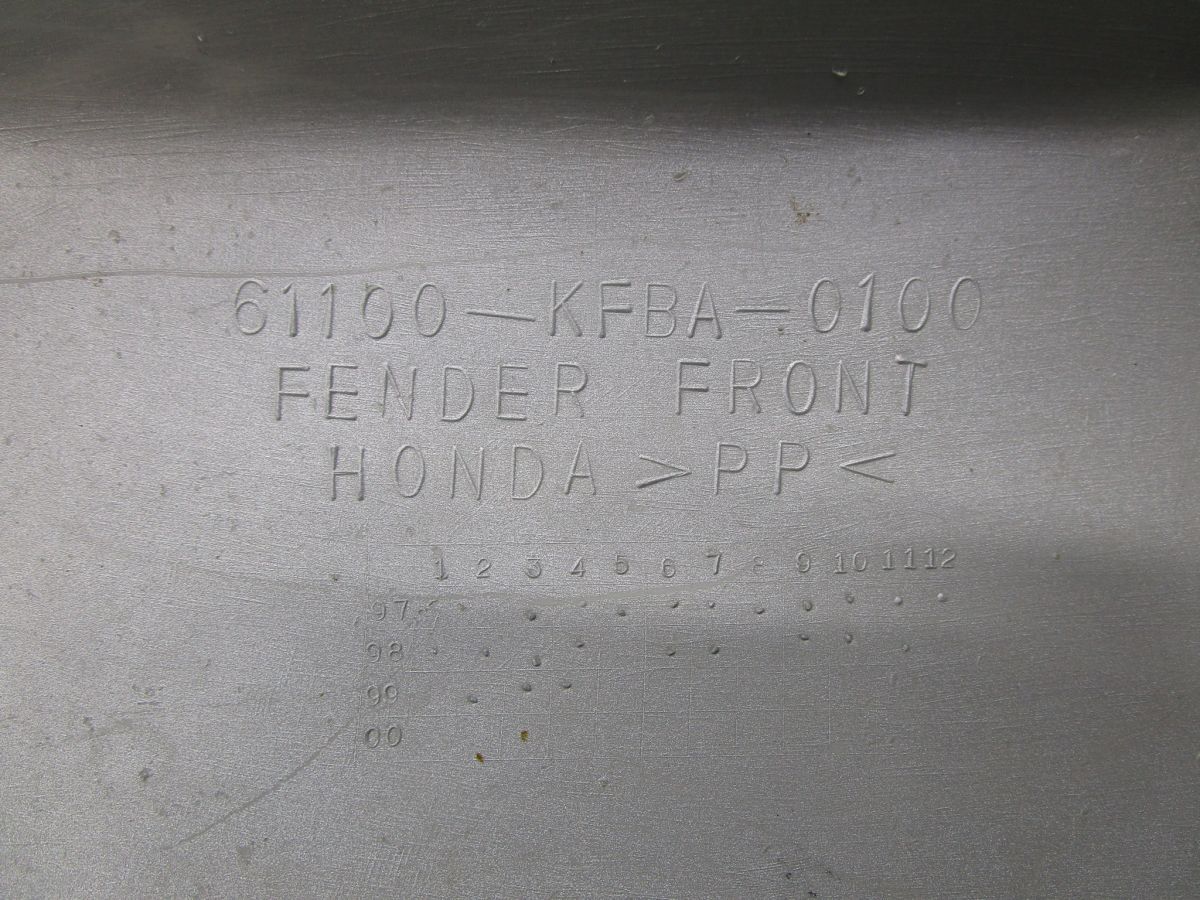 61100-KFBA-0100
FENDER FRONT
HONDA >PP<
1 2 3 4 5 6 7 8 9 10 11 12
97
98
99
00